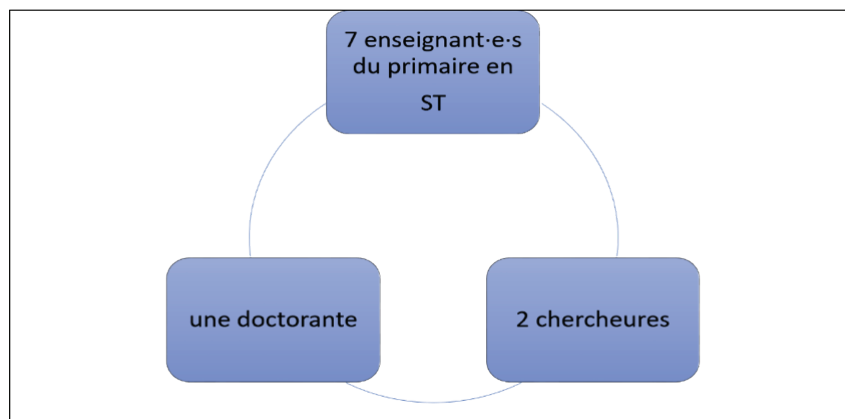 7 enseignant·e·s
du primaire en
ST
une doctorante
2 chercheures